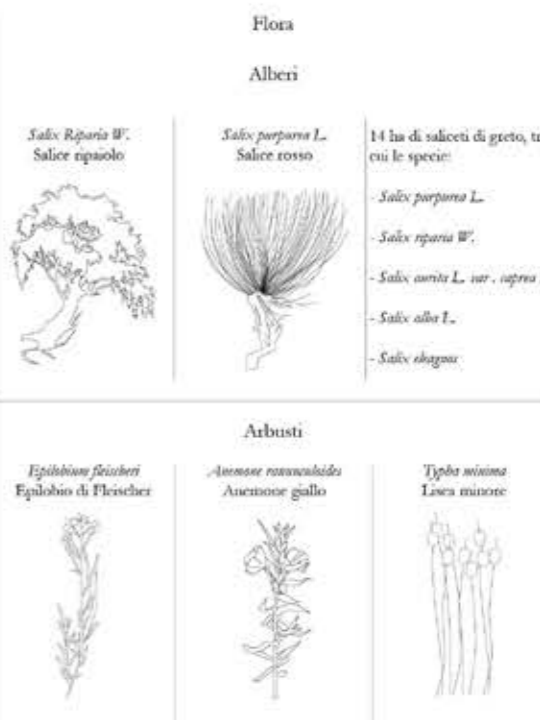 Flora
Alberi
Salix Riparia W.
Salice ripaiolo
Salix purpurea L.
Salice rosso
14 ha di saliceti di greto, tr
cui le specie:
- Salix purpurea L.
- Salix riparia W.
- Salix aurita L. var. caprea
- Salix alba L.
- Salix eleagnos
Arbusti
Epilobium fleischeri
Epilobio di Fleischer
Anemone ranunculoides
Anemone giallo
Typha minima
Lisca minore